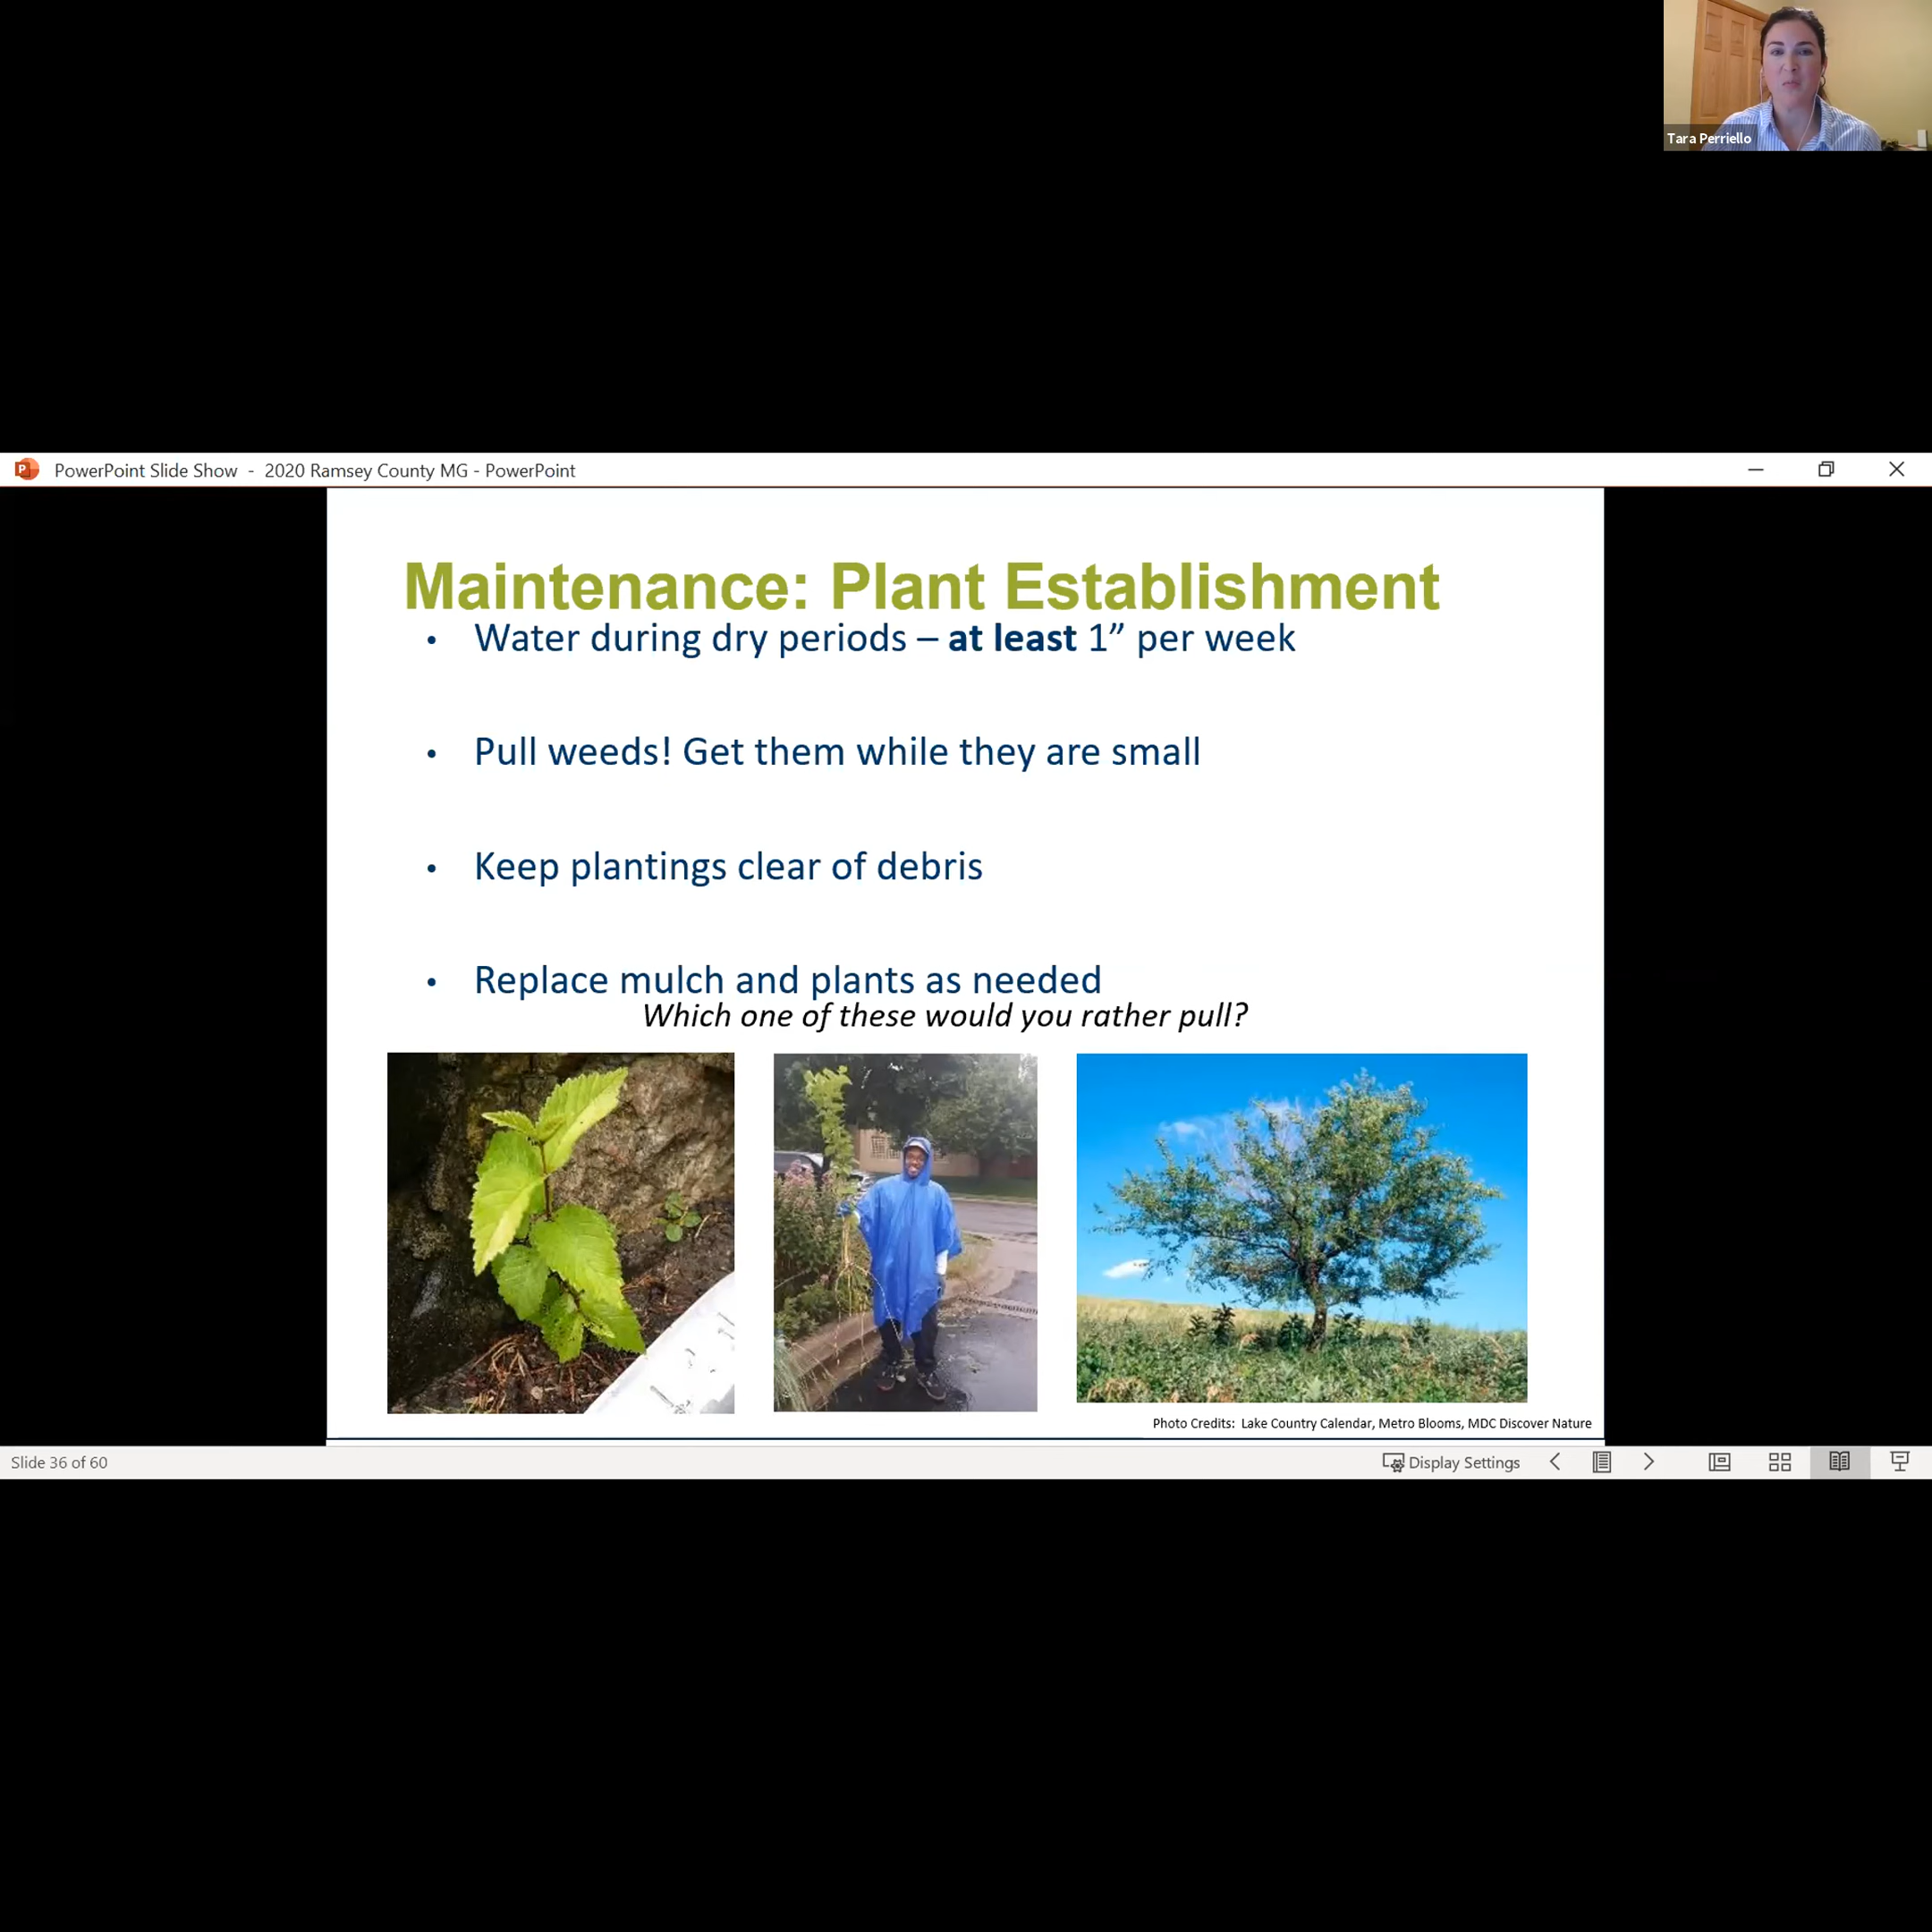 Tara Perriello
PowerPoint Slide Show - 2020 Ramsey County MG - PowerPoint
Maintenance: Plant Establishment
• Water during dry periods – at least 1” per week
• Pull weeds! Get them while they are small
• Keep plantings clear of debris
• Replace mulch and plants as needed
Which one of these would you rather pull?
Photo Credits: Lake Country Calendar, Metro Blooms, MDC Discover Nature
Slide 36 of 60
Display Settings